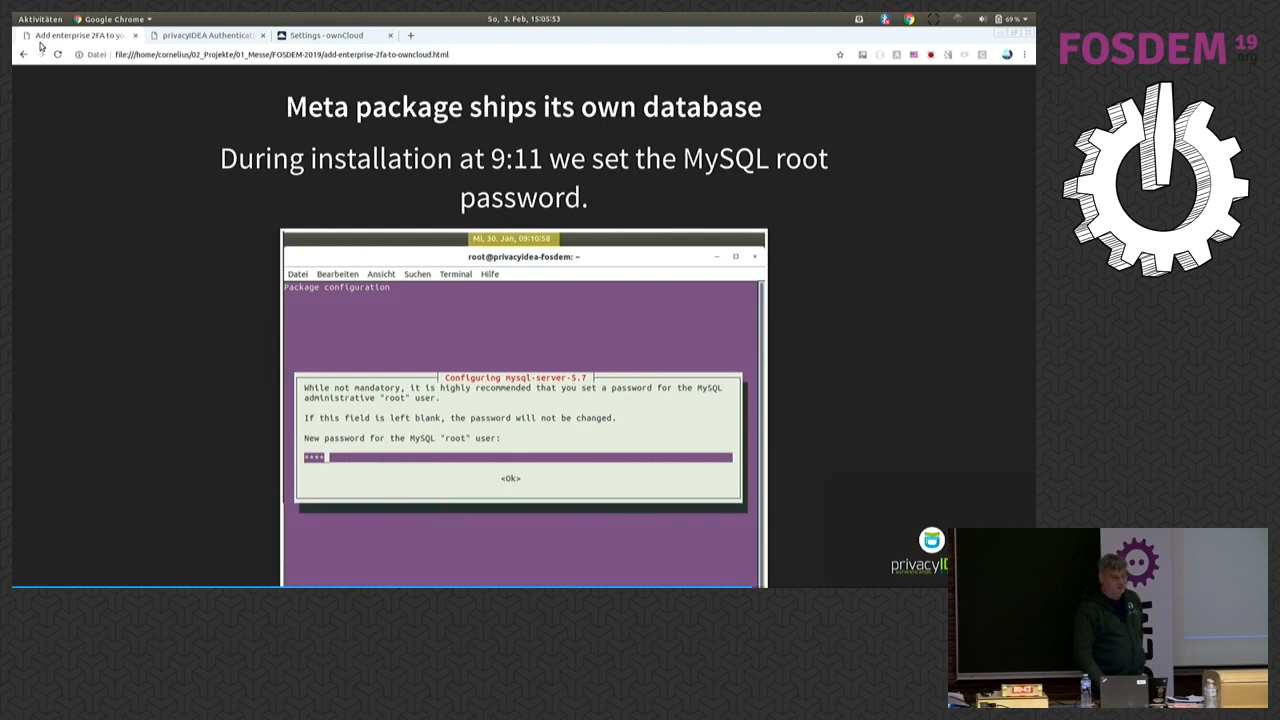 Aktivitäten
Google Chrome
So, 3. Feb, 15:05:53
69 %
Add enterprise 2FA to yo
privacyIDEA Authenticat
Settings - ownCloud
Datei
file:///home/cornelius/02_Projekte/01_Messe/FOSDEM-2019/add-enterprise-2fa-to-owncloud.html
FOSDEM 19
.org
Meta package ships its own database
During installation at 9:11 we set the MySQL root
password.
Mi, 30. Jan, 09:10:58
root@privacyidea-fosdem: ~
Datei Bearbeiten Ansicht Suchen Terminal Hilfe
Package configuration
Configuring mysql-server-5.7
While not mandatory, it is highly recommended that you set a password for the MySQL
administrative "root" user.
If this field is left blank, the password will not be changed.
New password for the MySQL "root" user:
****
<Ok>
privacyID